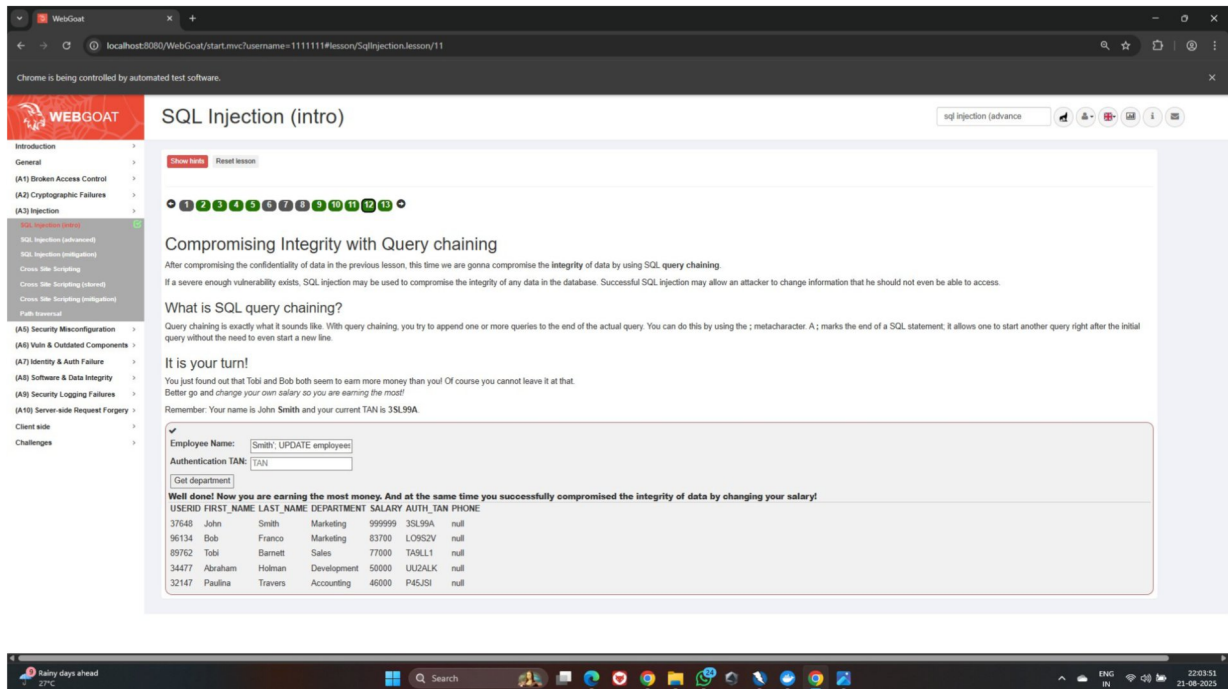 WebGoat
localhost:8080/WebGoat/start.mvc?username=1111111#lesson/SqlInjection.lesson/11
Chrome is being controlled by automated test software.
WEBGOAT
SQL Injection (intro)
sql injection (advance
Introduction
General
(A1) Broken Access Control
(A2) Cryptographic Failures
(A3) Injection
SQL Injection (intro)
SQL Injection (advanced)
SQL Injection (mitigation)
Cross Site Scripting
Cross Site Scripting (stored)
Cross Site Scripting (mitigation)
Path traversal
(A5) Security Misconfiguration
(A6) Vuln & Outdated Components
(A7) Identity & Auth Failure
(A8) Software & Data Integrity
(A9) Security Logging Failures
(A10) Server-side Request Forgery
Client side
Challenges
Show hints Reset lesson
1 2 3 4 5 6 7 8 9 10 11 12 13
Compromising Integrity with Query chaining
After compromising the confidentiality of data in the previous lesson, this time we are gonna compromise the integrity of data by using SQL query chaining.
If a severe enough vulnerability exists, SQL injection may be used to compromise the integrity of any data in the database. Successful SQL injection may allow an attacker to change information that he should not even be able to access.
What is SQL query chaining?
Query chaining is exactly what it sounds like. With query chaining, you try to append one or more queries to the end of the actual query. You can do this by using the ; metacharacter. A ; marks the end of a SQL statement; it allows one to start another query right after the initial
query without the need to even start a new line.
It is your turn!
You just found out that Tobi and Bob both seem to earn more money than you! Of course you cannot leave it at that.
Better go and change your own salary so you are earning the most!
Remember: Your name is John Smith and your current TAN is 3SL99A.
Employee Name: Smith'; UPDATE employees
Authentication TAN: TAN
Get department
Well done! Now you are earning the most money. And at the same time you successfully compromised the integrity of data by changing your salary!
USERID FIRST_NAME LAST_NAME DEPARTMENT SALARY AUTH_TAN PHONE
37648 John Smith Marketing 999999 3SL99A null
96134 Bob Franco Marketing 83700 LO9S2V null
89762 Tobi Barnett Sales 77000 TA9LL1 null
34477 Abraham Holman Development 50000 UU2ALK null
32147 Paulina Travers Accounting 46000 P45JSI null
9 Rainy days ahead
27°C
Search
ENG
IN
22:03:51
21-08-2025